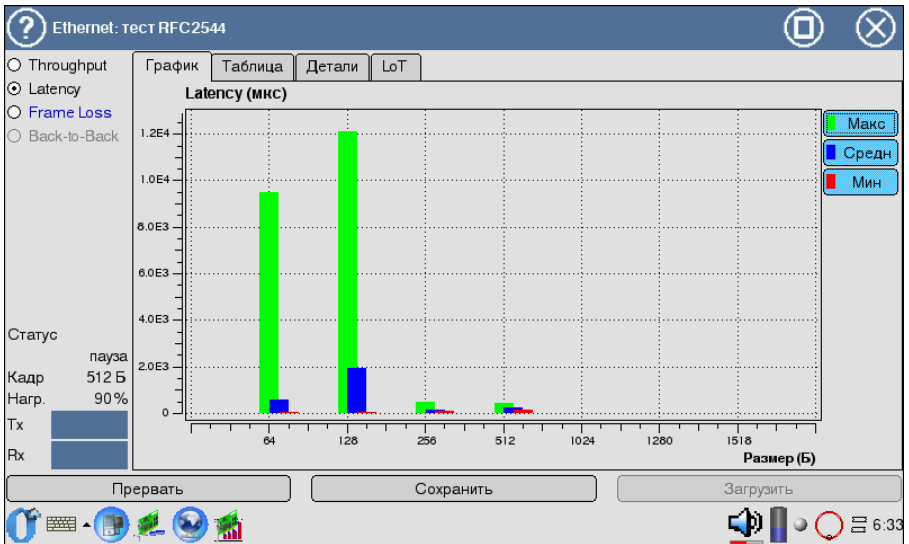 Ethernet: тест RFC2544
Throughput
Latency
Frame Loss
Back-to-Back
График Таблица Детали LoT
Latency (мкс)
1.2E4
1.0E4
8.0E3
6.0E3
4.0E3
2.0E3
0
64 128 256 512 1024 1280 1518
Размер (Б)
Макс
Средн
Мин
Статус
пауза
Кадр 512 Б
Нагр. 90%
Tx
Rx
Прервать Сохранить Загрузить
6:33